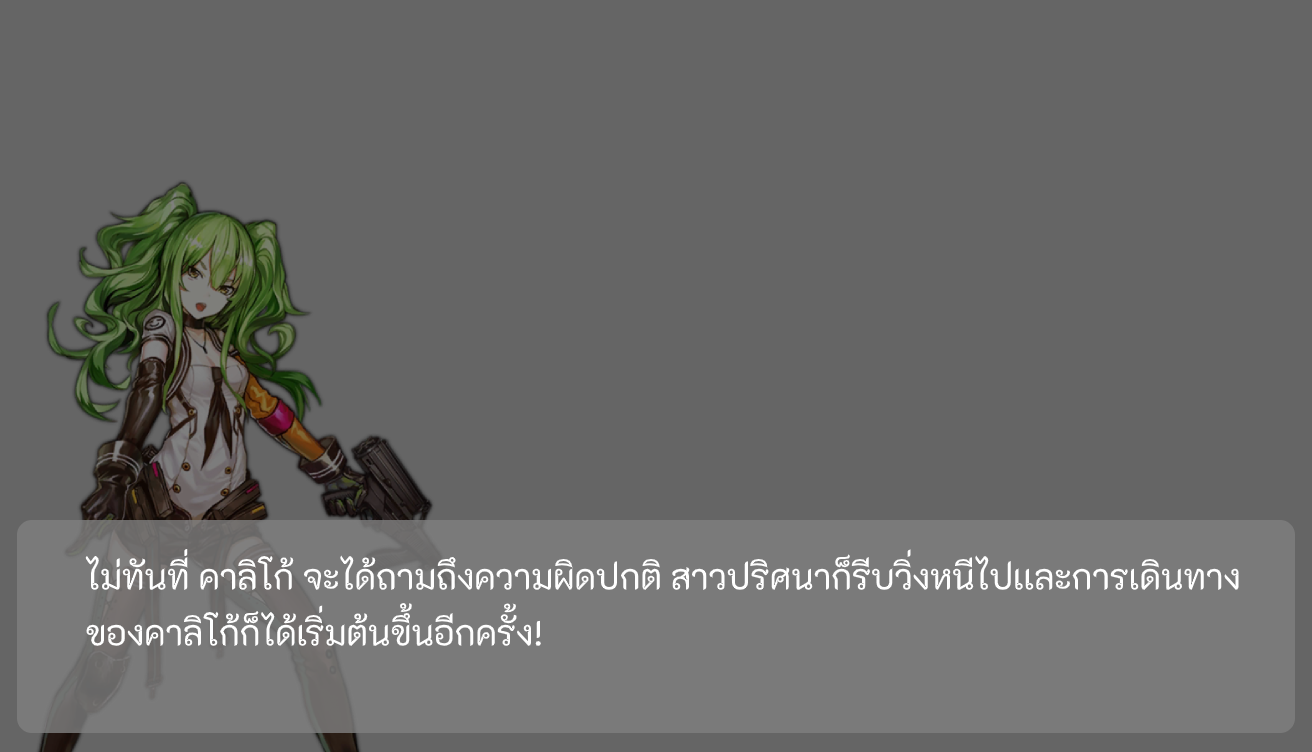 ไม่ทันที่ คาลิโก้ จะได้ถามถึงความผิดปกติ สาวปริศนาก็รีบวิ่งหนีไปและการเดินทาง
ของคาลิโก้ก็ได้เริ่มต้นขึ้นอีกครั้ง!